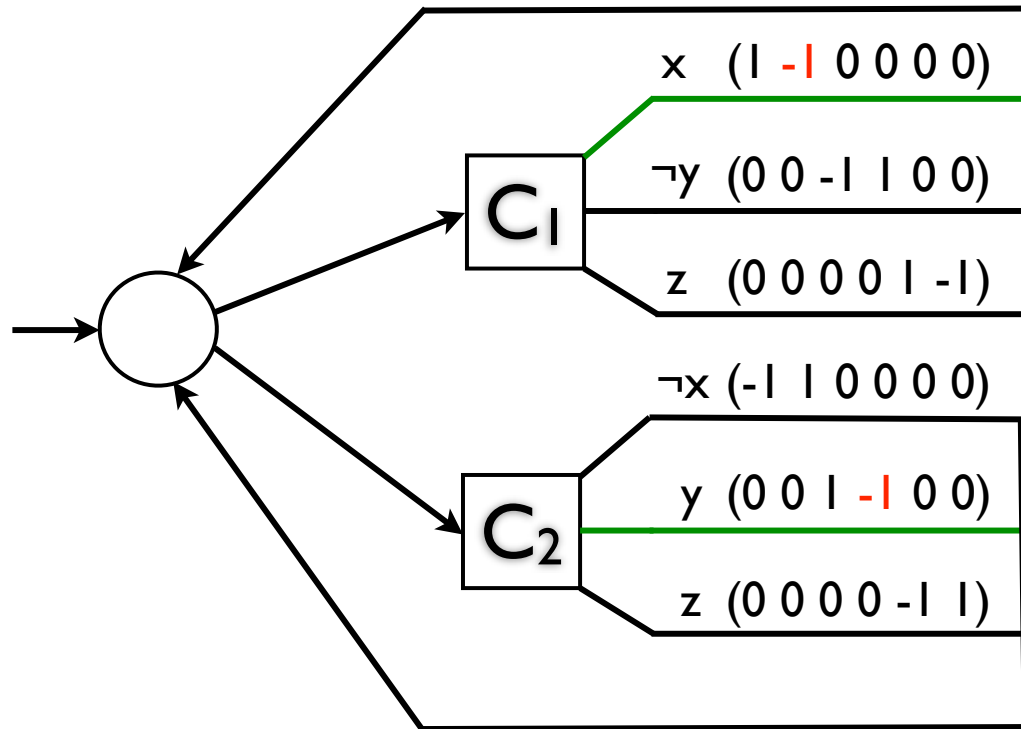 x (1 -1 0 0 0 0)
C1
¬y (0 0 -1 1 0 0)
z (0 0 0 0 1 -1)
¬x (-1 1 0 0 0 0)
C2
y (0 0 1 -1 0 0)
z (0 0 0 0 -1 1)